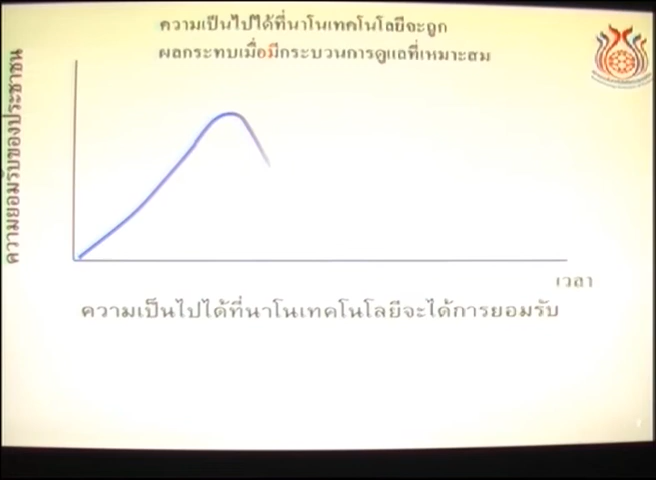 ความเป็นไปได้ที่นาโนเทคโนโลยีจะถูก
ผลกระทบเมื่อมีกระบวนการดูแลที่เหมาะสม
ความยอมรับของประชาชน
เวลา
ความเป็นไปได้ที่นาโนเทคโนโลยีจะได้การยอมรับ